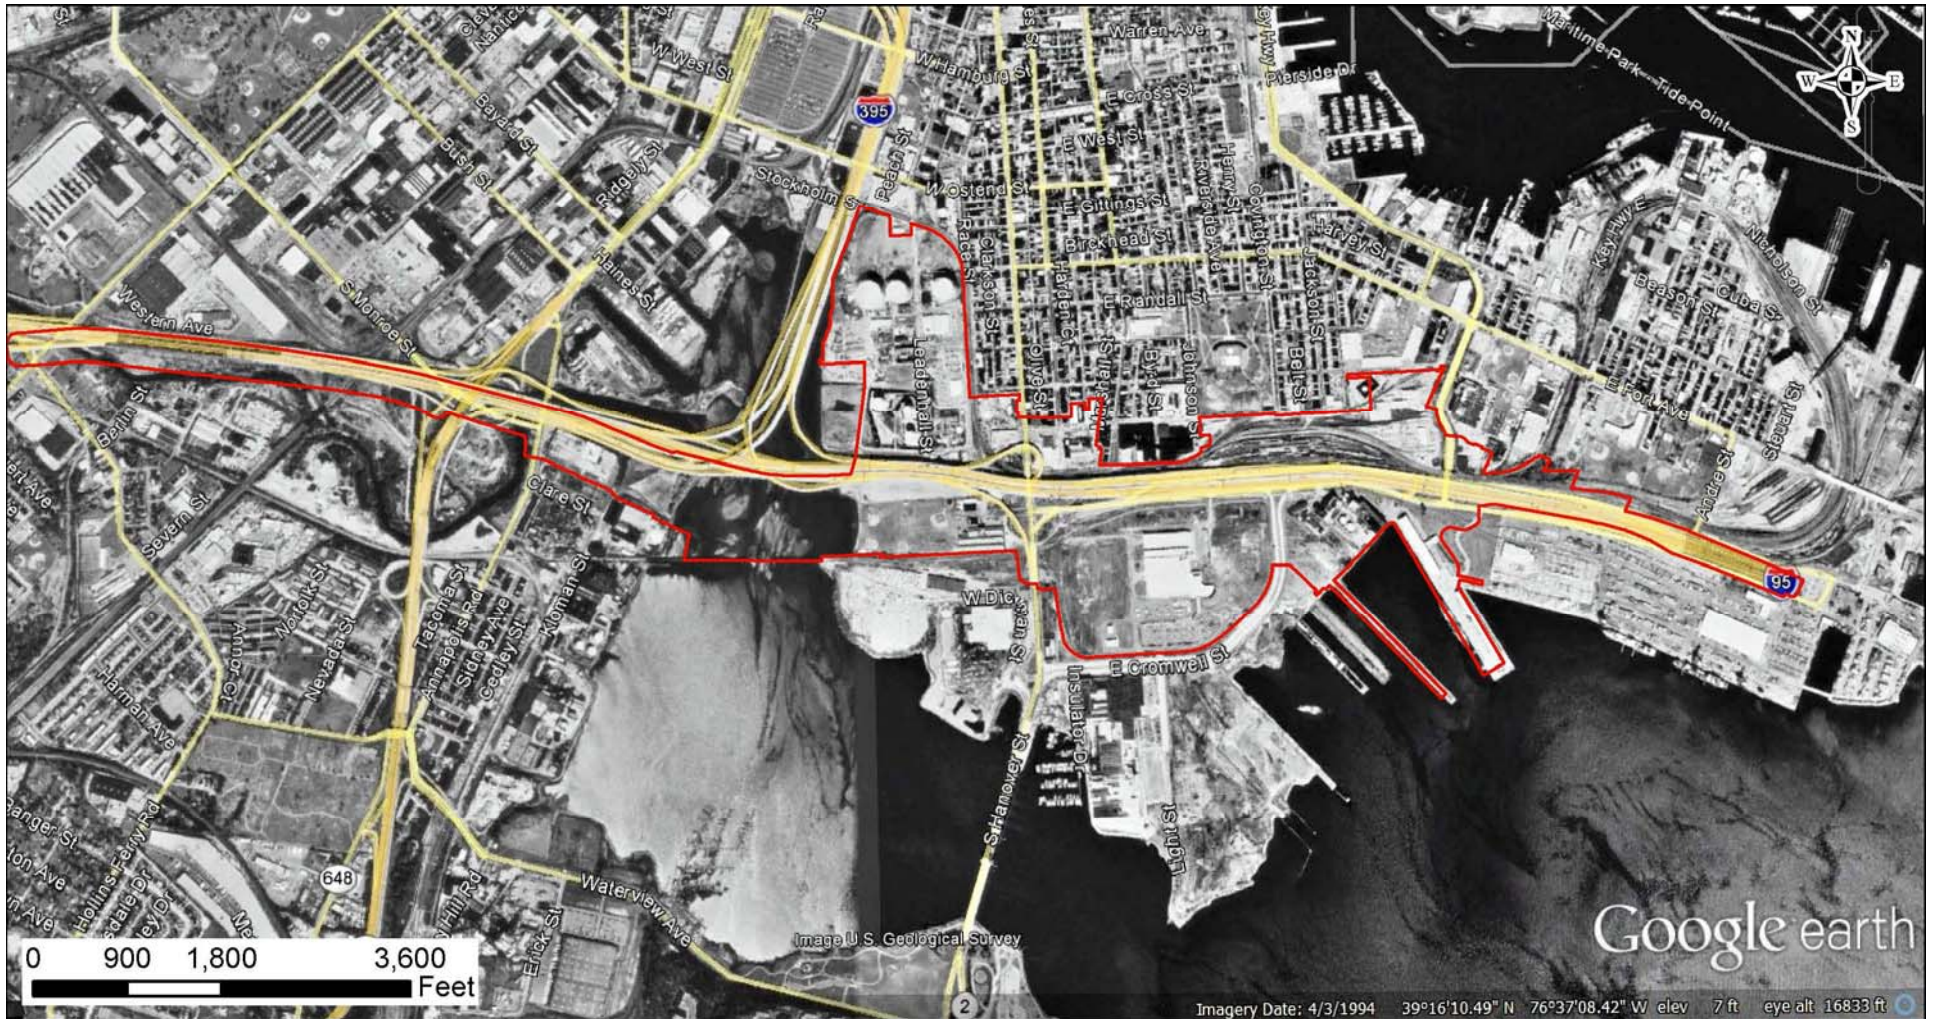 Warren Ave
W Hamburg St
W West St
Pierside Dr
Maritime Park---Tide Point
N
W
E
S
395
E Cross St
Bayard St
Bush St
Ridgely St
Peach St
E West St
Stockholm St
W Ostend St
E Gittings St
Riverside Ave
Henry St
Covington St
Birckhead St
Harvey St
Key Hwy E
Nicholson St
Race St
Clarkson St
Haines St
Western Ave
S Monroe St
E Randall St
Jackson St
Beason St
Cuba St
Leadenhall St
Olive St
Byrd St
Johnson St
Belt St
E Fort Ave
Steuart St
Andre St
Berlin St
Severn St
Clare St
95
Norfolk St
Nevada St
Annor Ct
Tacoma St
Annapolis Rd
Sidney Ave
Cedley St
Kloman St
W Dickman St
E Cromwell St
Insulator Dr
Harman Ave
S Hanover St
Light St
Hollins Ferry Rd
648
Waterview Ave
Erick St
Image U.S. Geological Survey
Google earth
0 900 1,800 3,600
Feet
2
Imagery Date: 4/3/1994 39°16'10.49" N 76°37'08.42" W elev 7 ft eye alt 16833 ft